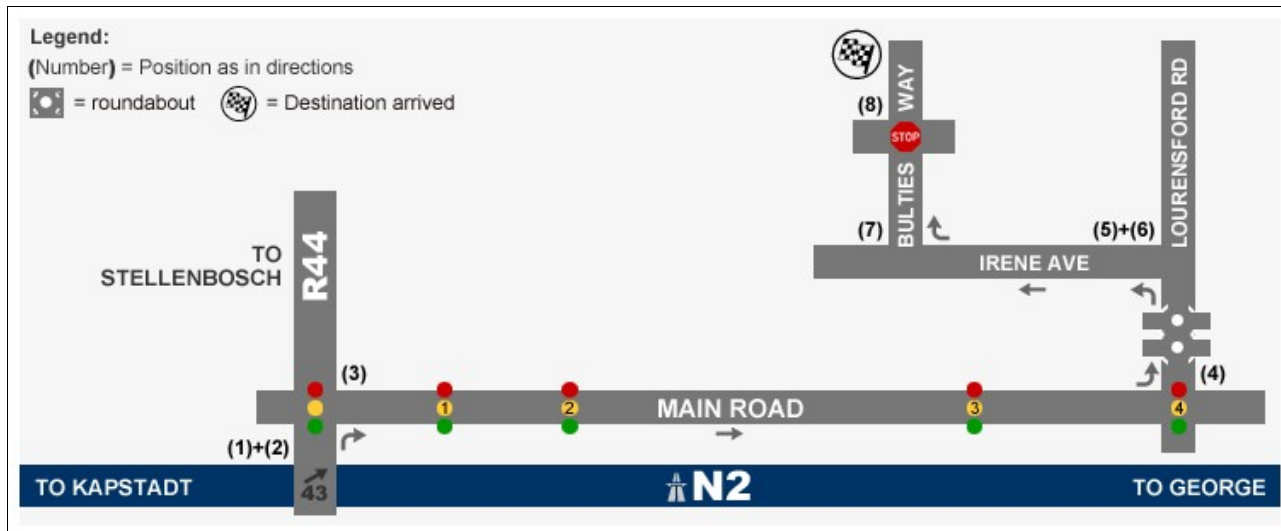 Legend:
(Number) = Position as in directions
= roundabout = Destination arrived
(8)
BULTIES WAY
STOP
LOURENSFORD RD
(7)
(5)+(6)
IRENE AVE
TO
STELLENBOSCH
R44
(3)
(4)
1
2
MAIN ROAD
3
4
(1)+(2)
43
TO KAPSTADT
N2
TO GEORGE